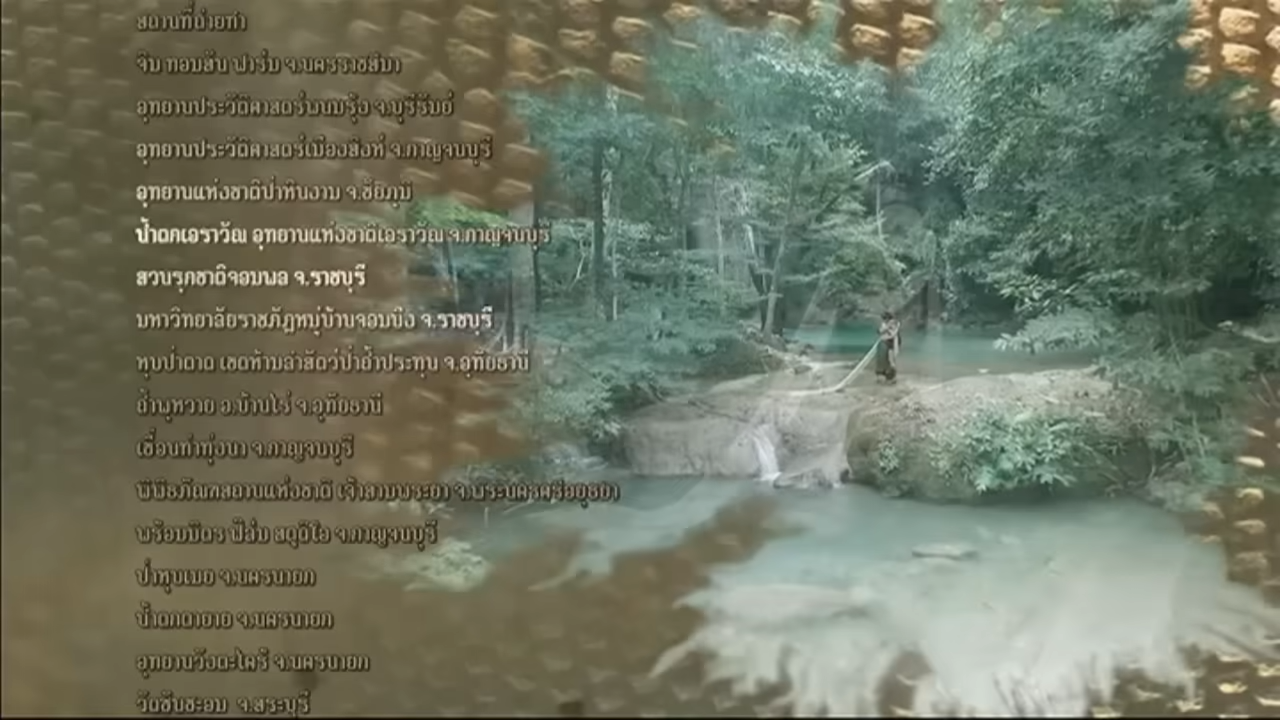 สถานที่ถ่ายทำ
จิม ทอมสัน ฟาร์ม จ.นครราชสีมา
อุทยานประวัติศาสตร์พนมรุ้ง จ.บุรีรัมย์
อุทยานประวัติศาสตร์เมืองสิงห์ จ.กาญจนบุรี
อุทยานแห่งชาติป่าหินงาม จ.ชัยภูมิ
น้ำตกเอราวัณ อุทยานแห่งชาติเอราวัณ จ.กาญจนบุรี
สวนรุกชาติจอมพล จ.ราชบุรี
มหาวิทยาลัยราชภัฏหมู่บ้านจอมบึง จ.ราชบุรี
หุบป่าตาด เขตห้ามล่าสัตว์ป่าถ้ำประทุน จ.อุทัยธานี
ถ้ำพุหวาย อ.บ้านไร่ จ.อุทัยธานี
เขื่อนท่าทุ่งนา จ.กาญจนบุรี
พิพิธภัณฑสถานแห่งชาติ เจ้าสามพระยา จ.พระนครศรีอยุธยา
พร้อมมิตร ฟิล์ม สตูดิโอ จ.กาญจนบุรี
ป่าหุบเมย จ.นครนายก
น้ำตกตายาย จ.นครนายก
อุทยานวังตะไคร้ จ.นครนายก
วัดซับชะอม จ.สระบุรี